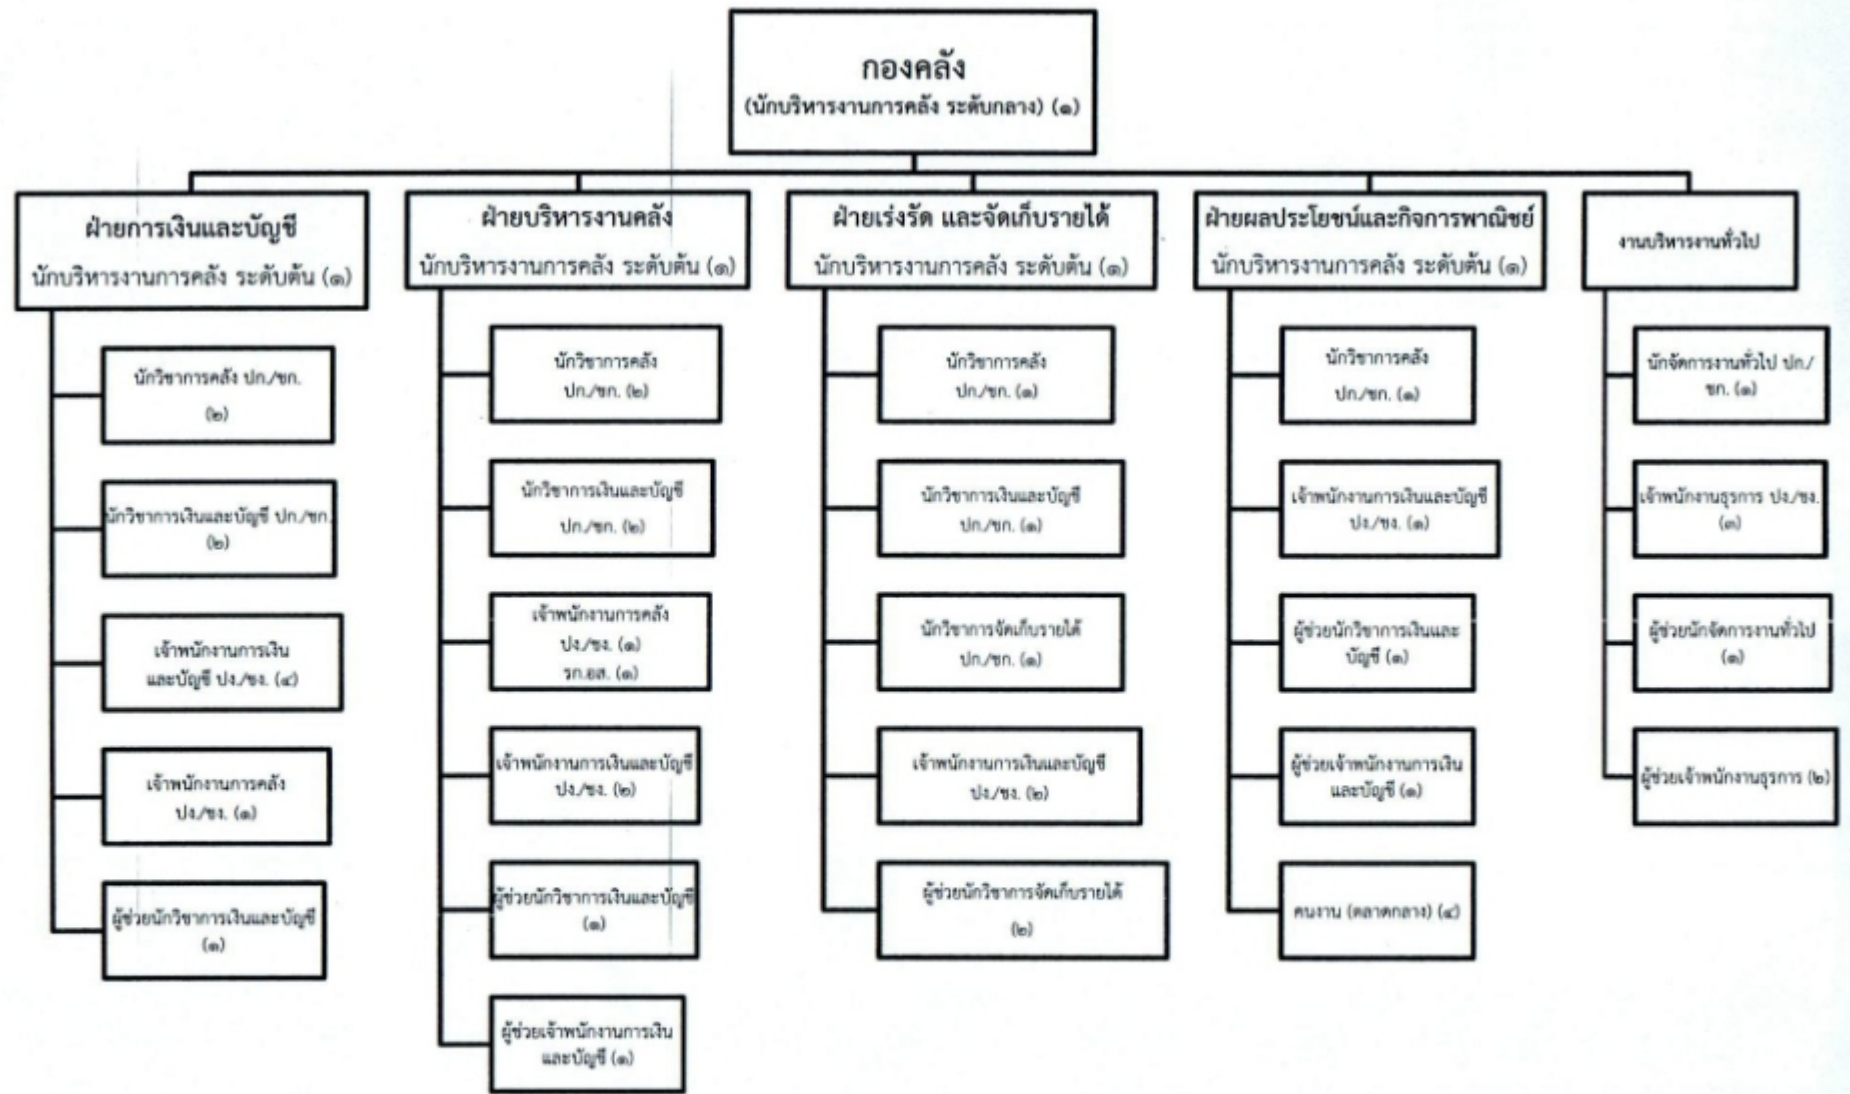 กองคลัง
(นักบริหารงานการคลัง ระดับกลาง) (๑)
ฝ่ายการเงินและบัญชี
นักบริหารงานการคลัง ระดับต้น (๑)
นักวิชาการคลัง ปก./ชก.
(๒)
นักวิชาการเงินและบัญชี ปก./ชก.
(๒)
เจ้าพนักงานการเงิน
และบัญชี ปง./ชง. (๔)
เจ้าพนักงานการคลัง
ปง./ชง. (๑)
ผู้ช่วยนักวิชาการเงินและบัญชี
(๑)
ฝ่ายบริหารงานคลัง
นักบริหารงานการคลัง ระดับต้น (๑)
นักวิชาการคลัง
ปก./ชก. (๒)
นักวิชาการเงินและบัญชี
ปก./ชก. (๒)
เจ้าพนักงานการคลัง
ปง./ชง. (๑)
รก.อส. (๑)
เจ้าพนักงานการเงินและบัญชี
ปง./ชง. (๒)
ผู้ช่วยนักวิชาการเงินและบัญชี
(๑)
ผู้ช่วยเจ้าพนักงานการเงิน
และบัญชี (๑)
ฝ่ายเร่งรัด และจัดเก็บรายได้
นักบริหารงานการคลัง ระดับต้น (๑)
นักวิชาการคลัง
ปก./ชก. (๑)
นักวิชาการเงินและบัญชี
ปก./ชก. (๑)
นักวิชาการจัดเก็บรายได้
ปก./ชก. (๑)
เจ้าพนักงานการเงินและบัญชี
ปง./ชง. (๒)
ผู้ช่วยนักวิชาการจัดเก็บรายได้
(๒)
ฝ่ายผลประโยชน์และกิจการพาณิชย์
นักบริหารงานการคลัง ระดับต้น (๑)
นักวิชาการคลัง
ปก./ชก. (๑)
เจ้าพนักงานการเงินและบัญชี
ปง./ชง. (๑)
ผู้ช่วยนักวิชาการเงินและ
บัญชี (๑)
ผู้ช่วยเจ้าพนักงานการเงิน
และบัญชี (๑)
คนงาน (ตลาดกลาง) (๔)
งานบริหารงานทั่วไป
นักจัดการงานทั่วไป ปก./
ชก. (๑)
เจ้าพนักงานธุรการ ปง./ชง.
(๓)
ผู้ช่วยนักจัดการงานทั่วไป
(๑)
ผู้ช่วยเจ้าพนักงานธุรการ (๒)